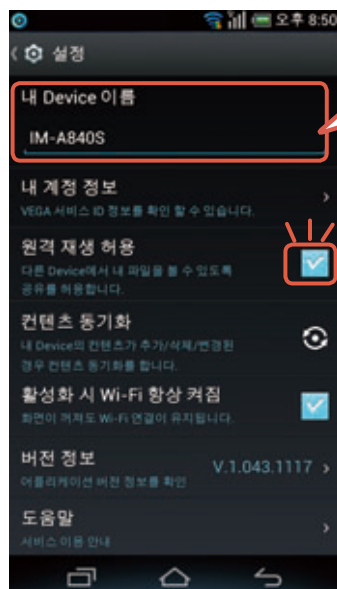 오후 8:50
설정
내 Device 이름
IM-A840S
내 계정 정보
VEGA 서비스 ID 정보를 확인 할 수 있습니다.
원격 재생 허용
다른 Device에서 내 파일을 볼 수 있도록
공유를 허용합니다.
컨텐츠 동기화
내 Device의 컨텐츠가 추가/삭제/변경된
경우 컨텐츠 동기화를 합니다.
활성화 시 Wi-Fi 항상 켜짐
화면이 꺼져도 Wi-Fi 연결이 유지됩니다.
버전 정보
V.1.043.1117
어플리케이션 버전 정보를 확인
도움말
서비스 이용 안내